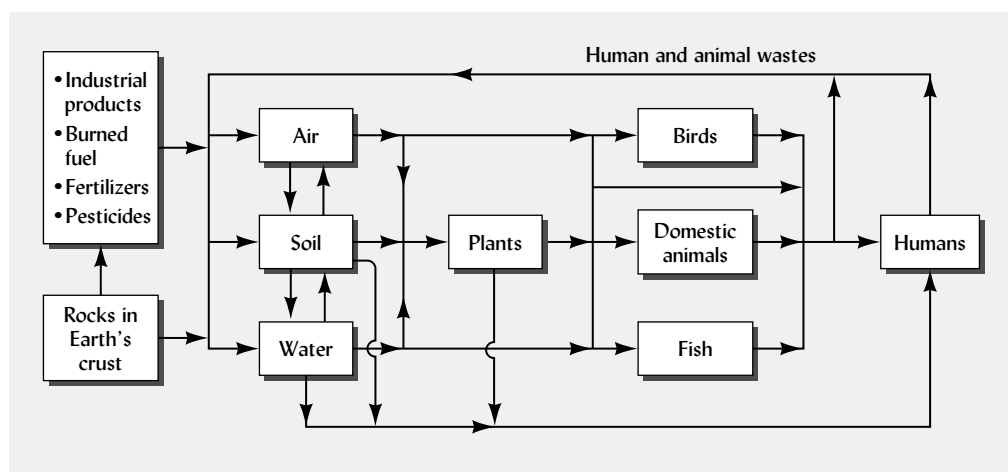 Human and animal wastes
• Industrial
products
• Burned
fuel
• Fertilizers
• Pesticides
Rocks in
Earth's
crust
Air
Soil
Water
Plants
Birds
Domestic
animals
Fish
Humans